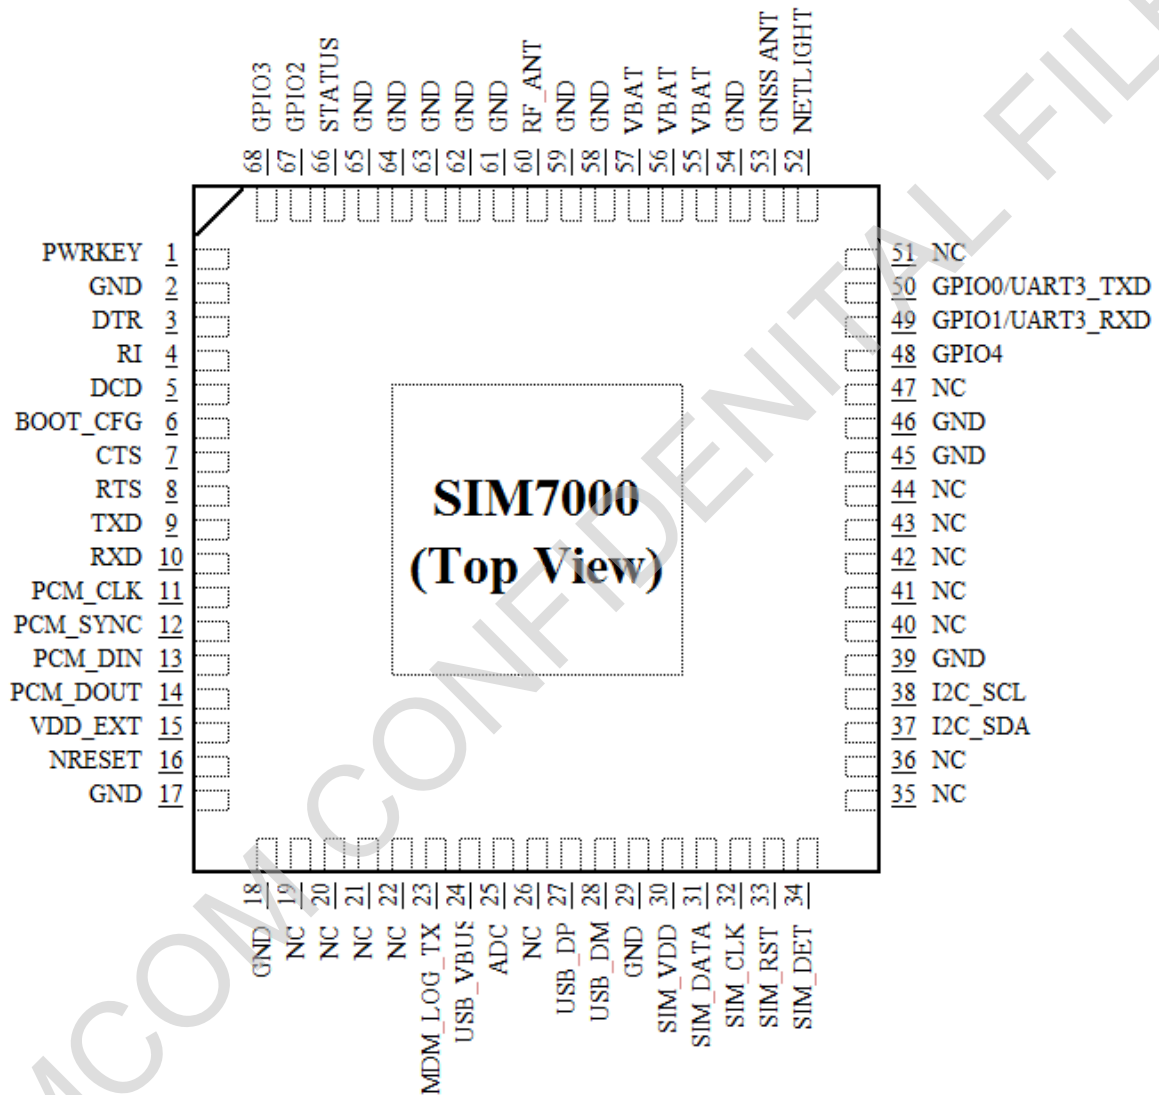 GPIO3
GPIO2
STATUS
GND
GND
GND
GND
GND
RF_ANT
GND
GND
VBAT
VBAT
VBAT
GND
GNSS ANT
NETLIGHT
68
67
66
65
64
63
62
61
60
59
58
57
56
55
54
53
52
PWRKEY 1
GND 2
DTR 3
RI 4
DCD 5
BOOT_CFG 6
CTS 7
RTS 8
TXD 9
RXD 10
PCM_CLK 11
PCM_SYNC 12
PCM_DIN 13
PCM_DOUT 14
VDD_EXT 15
NRESET 16
GND 17
SIM7000
(Top View)
51 NC
50 GPIO0/UART3_TXD
49 GPIO1/UART3_RXD
48 GPIO4
47 NC
46 GND
45 GND
44 NC
43 NC
42 NC
41 NC
40 NC
39 GND
38 I2C_SCL
37 I2C_SDA
36 NC
35 NC
18
19
20
21
22
23
24
25
26
27
28
29
30
31
32
33
34
GND
NC
NC
NC
NC
MDM_LOG_TX
USB_VBUS
ADC
NC
USB_DP
USB_DM
GND
SIM_VDD
SIM_DATA
SIM_CLK
SIM_RST
SIM_DET
MCOM CONFIDENITAL FILE